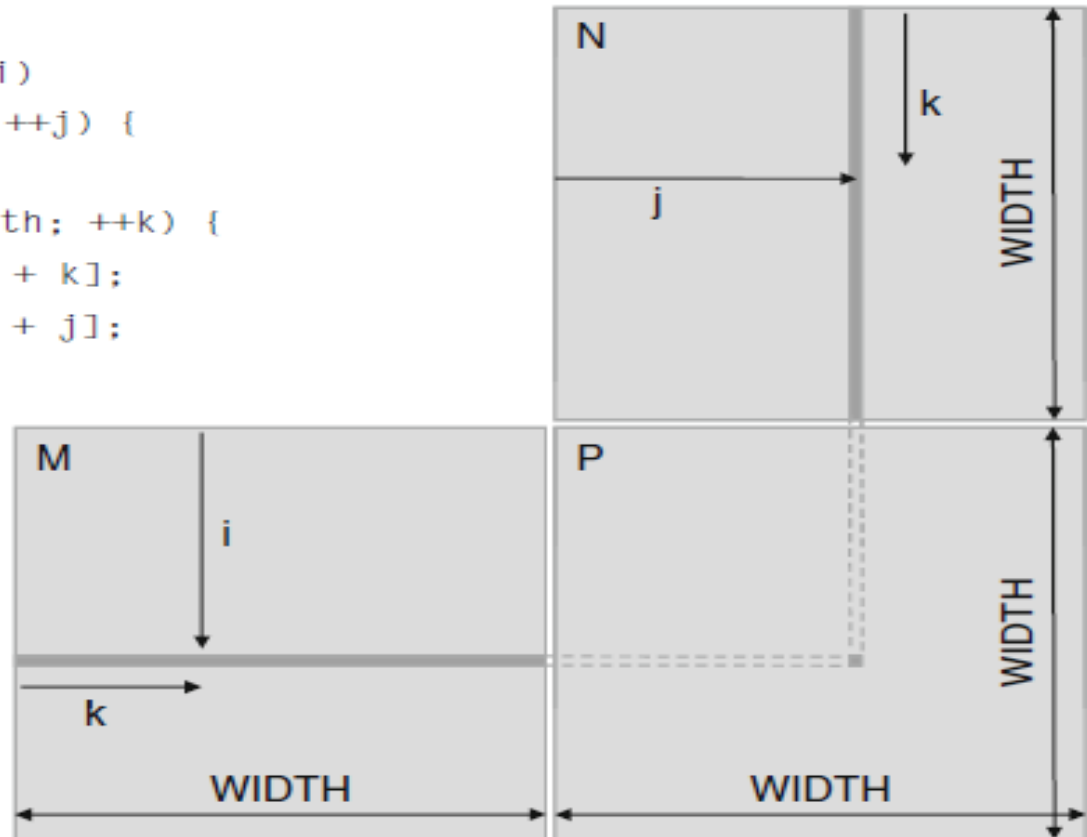 i)
++j) {
th; ++k) {
+ k];
+ j];
N
k
j
WIDTH
M
i
k
WIDTH
P
WIDTH
WIDTH